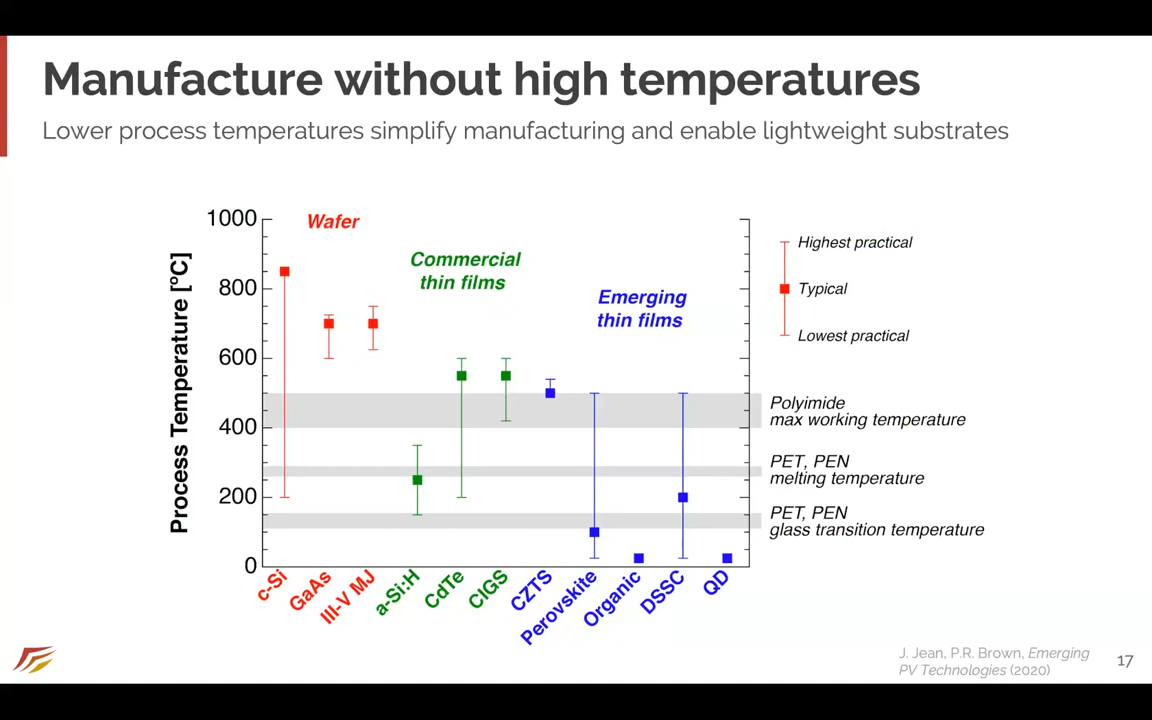 Manufacture without high temperatures
Lower process temperatures simplify manufacturing and enable lightweight substrates
Process Temperature [°C]
1000
800
600
400
200
0
Wafer
Commercial
thin films
Emerging
thin films
c-Si
GaAs
III-V MJ
a-Si:H
CdTe
CIGS
CZTS
Perovskite
Organic
DSSC
QD
Highest practical
Typical
Lowest practical
Polyimide
max working temperature
PET, PEN
melting temperature
PET, PEN
glass transition temperature
J. Jean, P.R. Brown, Emerging
PV Technologies (2020)
17